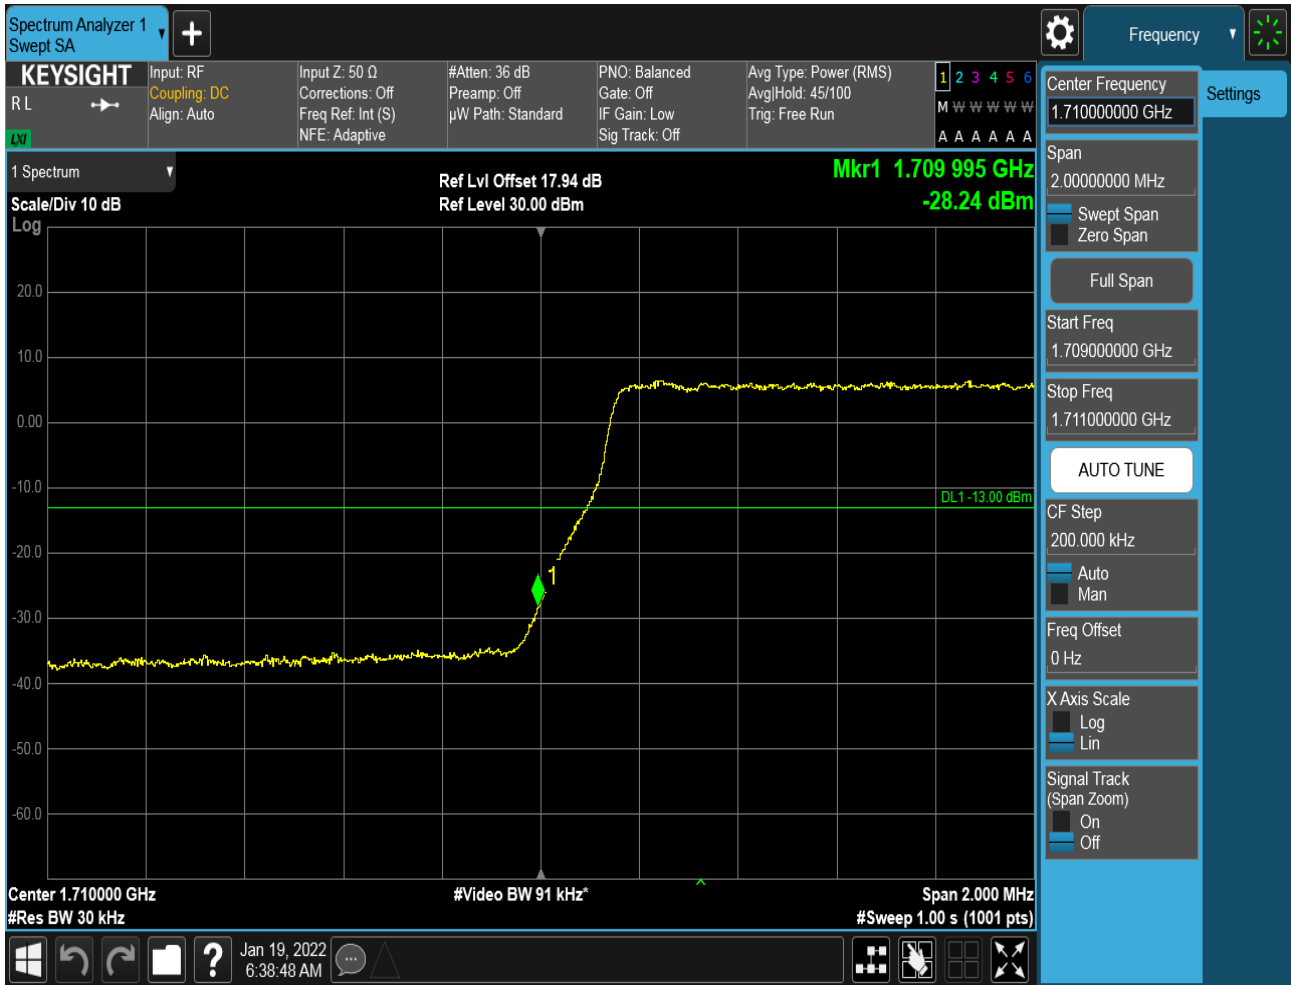 Spectrum Analyzer 1
Swept SA
Frequency
KEYSIGHT
R L
LXI
Input: RF
Coupling: DC
Align: Auto
Input Z: 50 Ω
Corrections: Off
Freq Ref: Int (S)
NFE: Adaptive
#Atten: 36 dB
Preamp: Off
µW Path: Standard
PNO: Balanced
Gate: Off
IF Gain: Low
Sig Track: Off
Avg Type: Power (RMS)
Avg|Hold: 45/100
Trig: Free Run
1 2 3 4 5 6
M W W W W W
A A A A A A
1 Spectrum
Scale/Div 10 dB
Log
Ref Lvl Offset 17.94 dB
Ref Level 30.00 dBm
Mkr1 1.709 995 GHz
-28.24 dBm
20.0
10.0
0.00
-10.0
-20.0
-30.0
-40.0
-50.0
-60.0
DL1 -13.00 dBm
1
Center 1.710000 GHz
#Res BW 30 kHz
#Video BW 91 kHz*
Span 2.000 MHz
#Sweep 1.00 s (1001 pts)
?
Jan 19, 2022
6:38:48 AM
Center Frequency
1.710000000 GHz
Settings
Span
2.00000000 MHz
Swept Span
Zero Span
Full Span
Start Freq
1.709000000 GHz
Stop Freq
1.711000000 GHz
AUTO TUNE
CF Step
200.000 kHz
Auto
Man
Freq Offset
0 Hz
X Axis Scale
Log
Lin
Signal Track
(Span Zoom)
On
Off